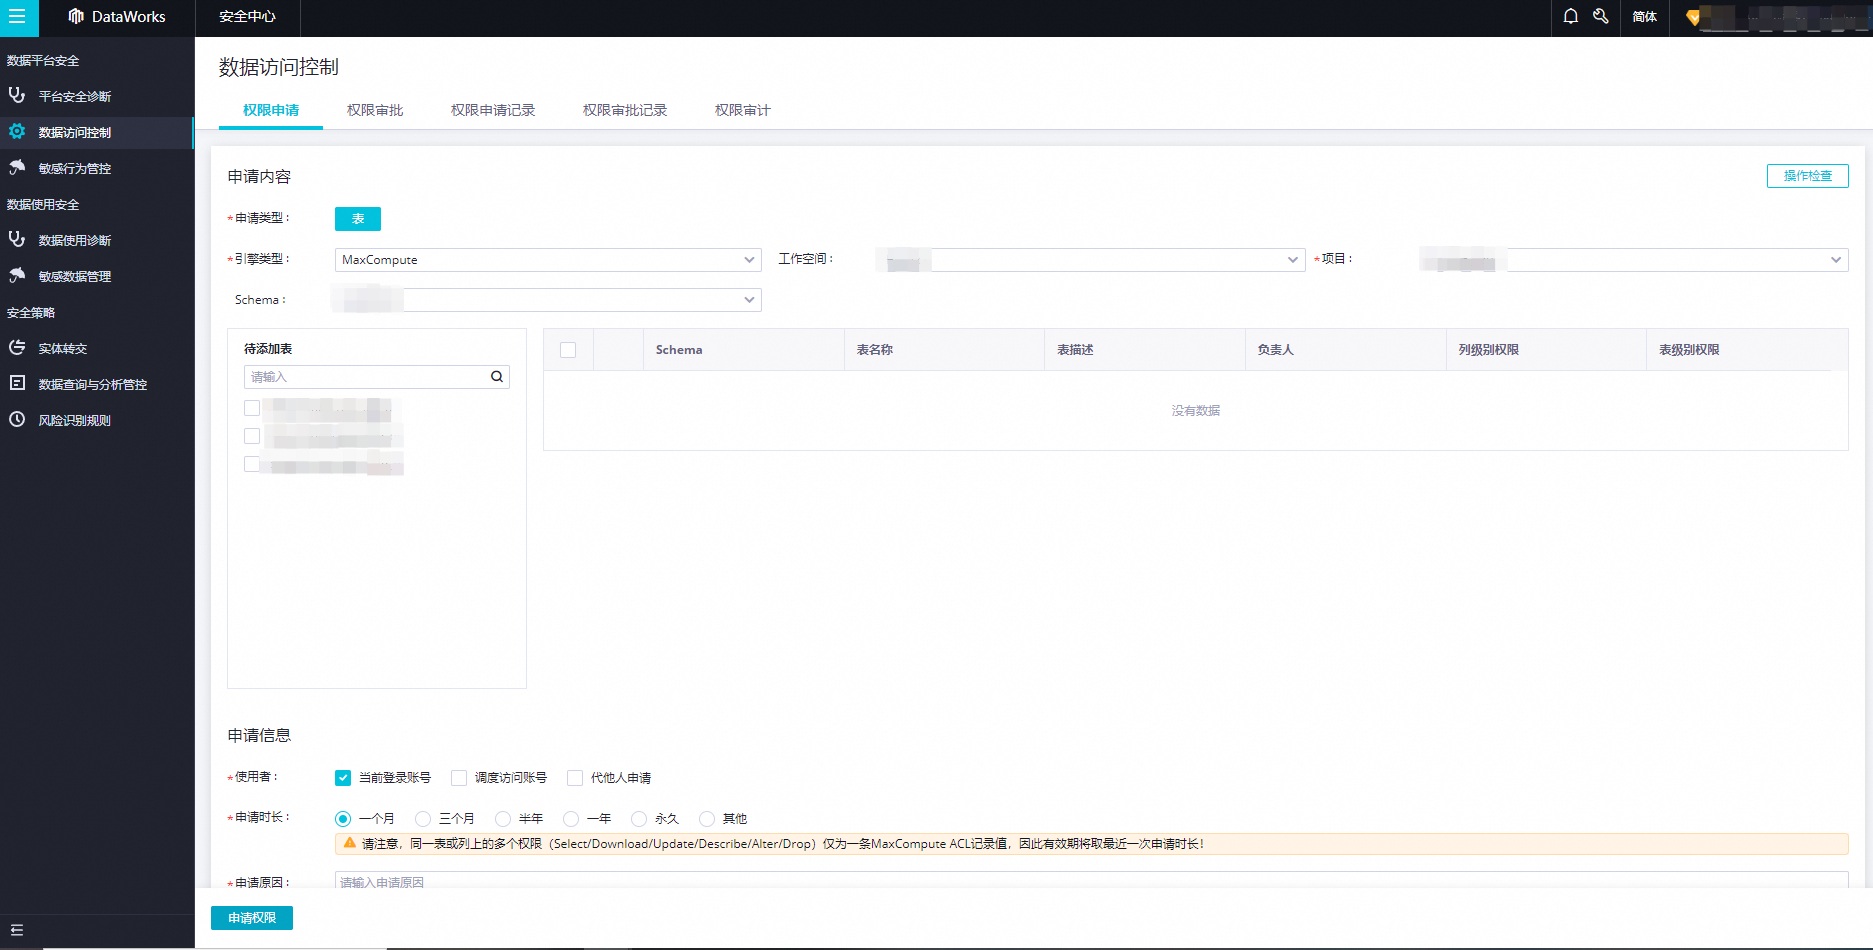 DataWorks 安全中心 简体
数据平台安全
平台安全诊断
数据访问控制
敏感行为管控
数据使用安全
数据使用诊断
敏感数据管理
安全策略
实体转交
数据查询与分析管控
风险识别规则
数据访问控制
权限申请 权限审批 权限申请记录 权限审批记录 权限审计
申请内容 操作检查
*申请类型： 表
*引擎类型： MaxCompute 工作空间： *项目：
Schema：
待添加表
请输入
Schema 表名称 表描述 负责人 列级别权限 表级别权限
没有数据
申请信息
*使用者： 当前登录账号 调度访问账号 代他人申请
*申请时长： 一个月 三个月 半年 一年 永久 其他
请注意，同一表或列上的多个权限（Select/Download/Update/Describe/Alter/Drop）仅为一条MaxCompute ACL记录值，因此有效期将取最近一次申请时长！
*申请原因： 请输入申请原因
申请权限